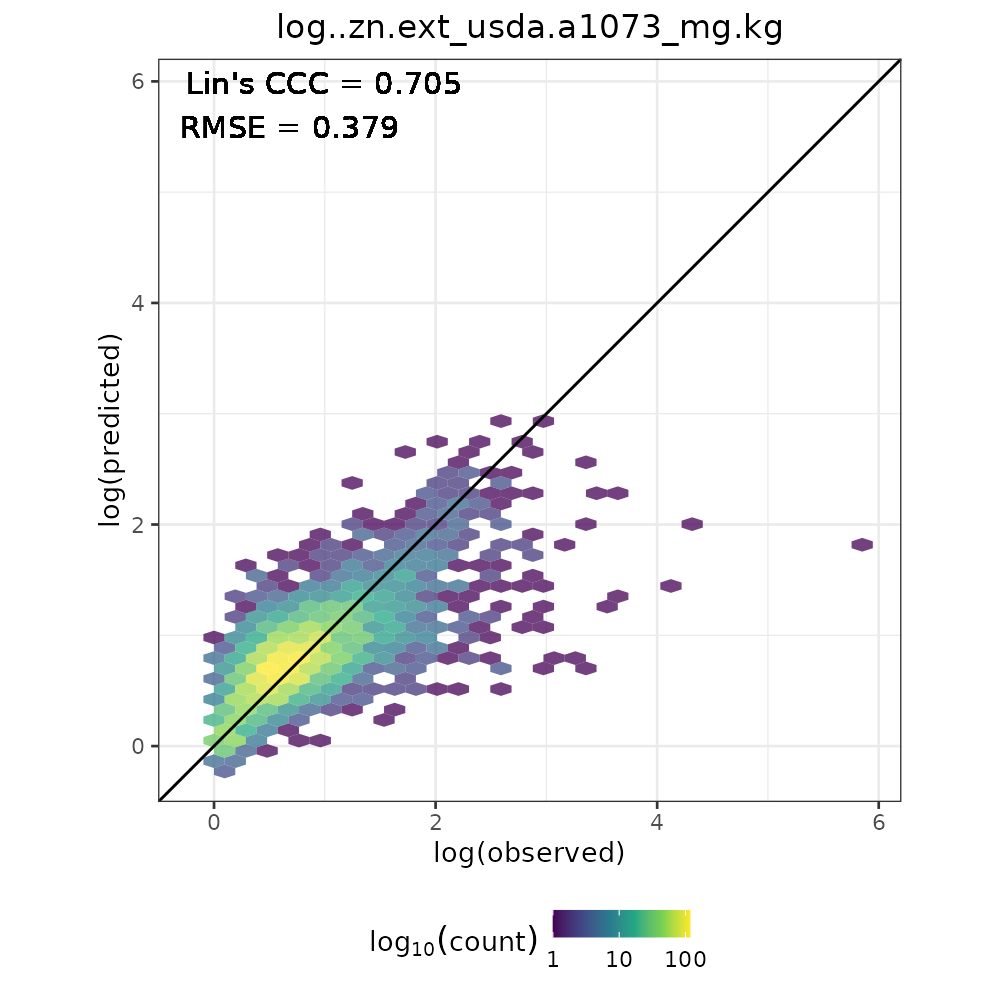 log..zn.ext_usda.a1073_mg.kg
Lin's CCC = 0.705
RMSE = 0.379
6
4
2
0
log(predicted)
0 2 4 6
log(observed)
log₁₀(count)
1 10 100